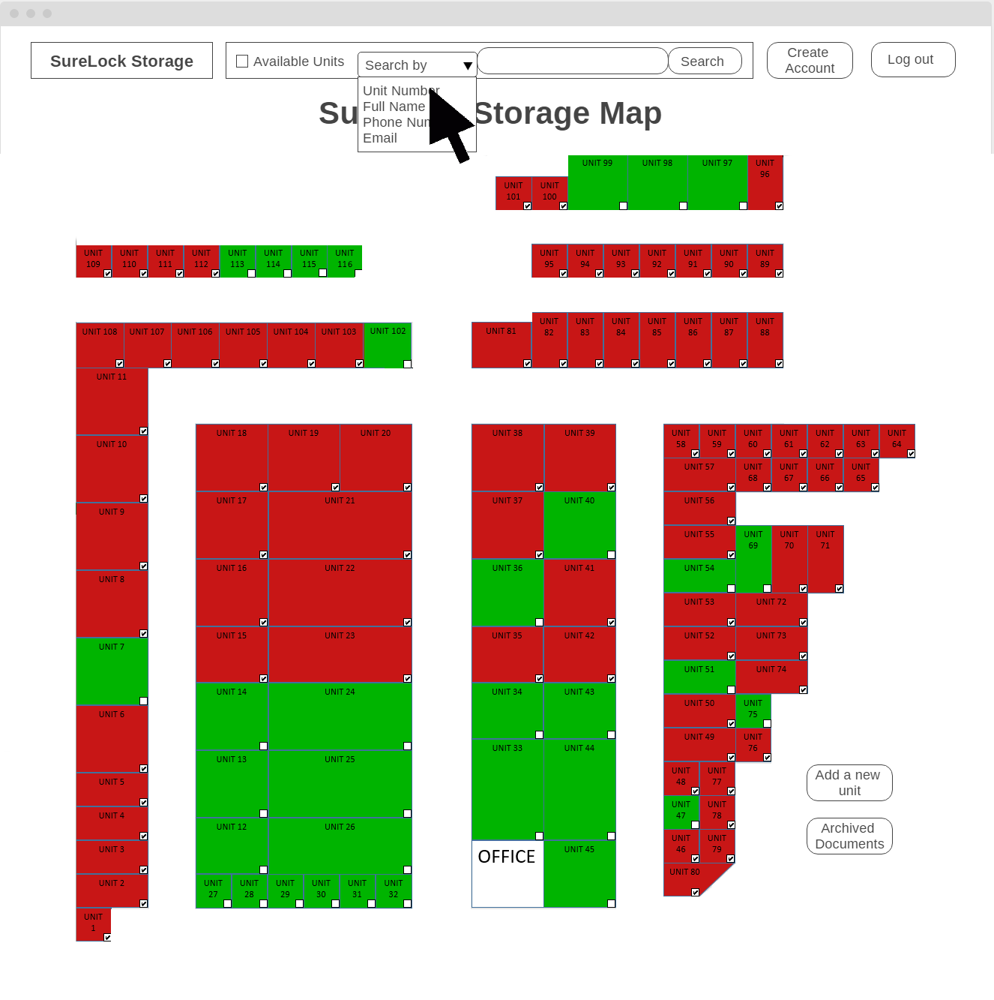 SureLock Storage
Available Units
Search by
Search
Create
Account
Log out
Unit Number
Full Name
Phone Num
Email
Su
Storage Map
UNIT 99
UNIT 98
UNIT 97
UNIT
96
UNIT
101
UNIT
100
UNIT
109
UNIT
110
UNIT
111
UNIT
112
UNIT
113
UNIT
114
UNIT
115
UNIT
116
UNIT
95
UNIT
94
UNIT
93
UNIT
92
UNIT
91
UNIT
90
UNIT
89
UNIT 108
UNIT 107
UNIT 106
UNIT 105
UNIT 104
UNIT 103
UNIT 102
UNIT 81
UNIT
82
UNIT
83
UNIT
84
UNIT
85
UNIT
86
UNIT
87
UNIT
88
UNIT 11
UNIT 10
UNIT 9
UNIT 8
UNIT 7
UNIT 6
UNIT 5
UNIT 4
UNIT 3
UNIT 2
UNIT
1
UNIT 18
UNIT 19
UNIT 20
UNIT 17
UNIT 21
UNIT 16
UNIT 22
UNIT 15
UNIT 23
UNIT 14
UNIT 24
UNIT 13
UNIT 25
UNIT 12
UNIT 26
UNIT
27
UNIT
28
UNIT
29
UNIT
30
UNIT
31
UNIT
32
UNIT 38
UNIT 39
UNIT 37
UNIT 40
UNIT 36
UNIT 41
UNIT 35
UNIT 42
UNIT 34
UNIT 43
UNIT 33
UNIT 44
OFFICE
UNIT 45
UNIT
58
UNIT
59
UNIT
60
UNIT
61
UNIT
62
UNIT
63
UNIT
64
UNIT 57
UNIT
68
UNIT
67
UNIT
66
UNIT
65
UNIT 56
UNIT 55
UNIT
69
UNIT
70
UNIT
71
UNIT 54
UNIT 53
UNIT 72
UNIT 52
UNIT 73
UNIT 51
UNIT 74
UNIT 50
UNIT
75
UNIT 49
UNIT
76
UNIT
48
UNIT
77
UNIT
47
UNIT
78
UNIT
46
UNIT
79
UNIT 80
Add a new
unit
Archived
Documents